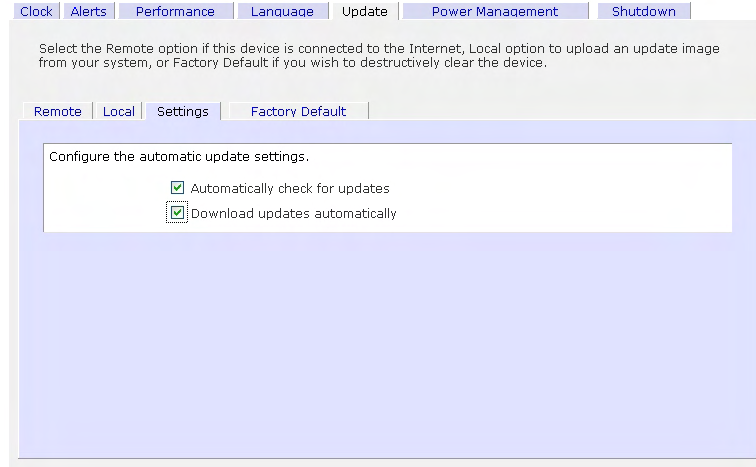 Clock Alerts Performance Language Update Power Management Shutdown
Select the Remote option if this device is connected to the Internet, Local option to upload an update image
from your system, or Factory Default if you wish to destructively clear the device.
Remote Local Settings Factory Default
Configure the automatic update settings.
Automatically check for updates
Download updates automatically